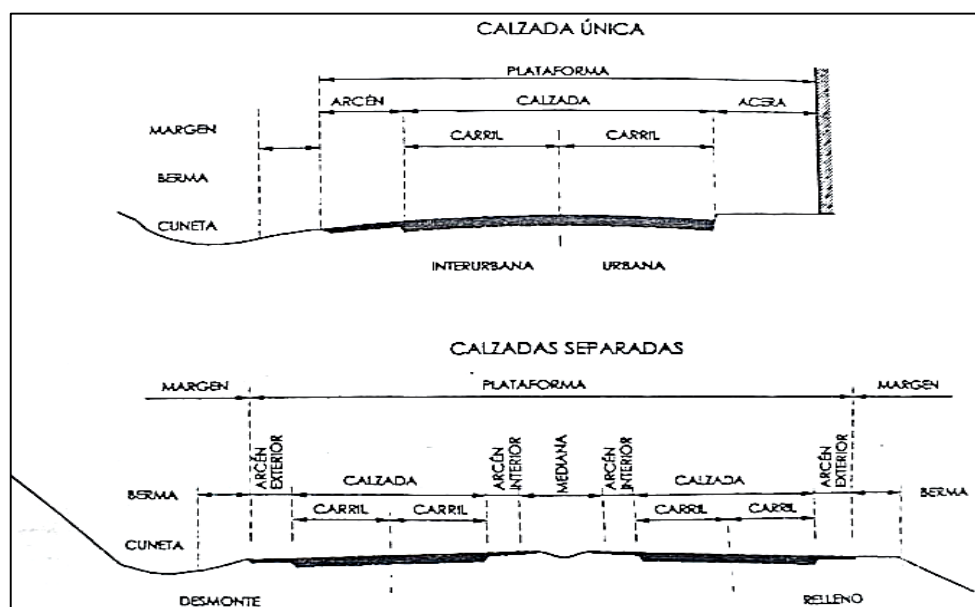 CALZADA ÚNICA
PLATAFORMA
ARCÉN CALZADA ACERA
MARGEN CARRIL CARRIL
BERMA
CUNETA
INTERURBANA URBANA
CALZADAS SEPARADAS
MARGEN PLATAFORMA MARGEN
ARCÉN EXTERIOR ARCÉN INTERIOR MEDIANA ARCÉN INTERIOR ARCÉN EXTERIOR
BERMA CALZADA CALZADA BERMA
CARRIL CARRIL CARRIL CARRIL
CUNETA
DESMONTE RELLENO